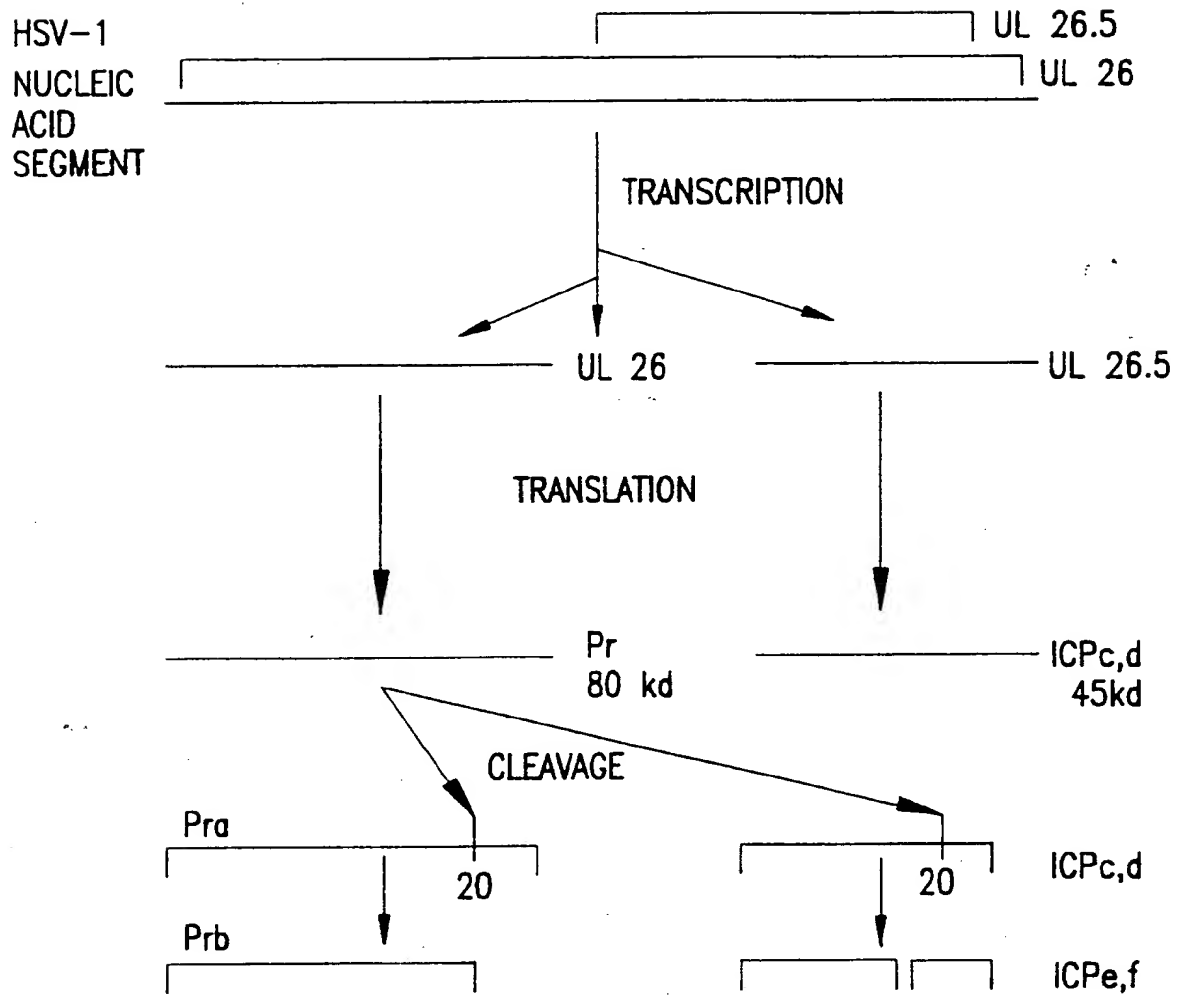 HSV-1
NUCLEIC
ACID
SEGMENT
UL 26.5
UL 26
TRANSCRIPTION
UL 26
UL 26.5
TRANSLATION
Pr
80 kd
ICPc,d
45kd
CLEAVAGE
Pra
20
20
ICPc,d
Prb
ICPe,f